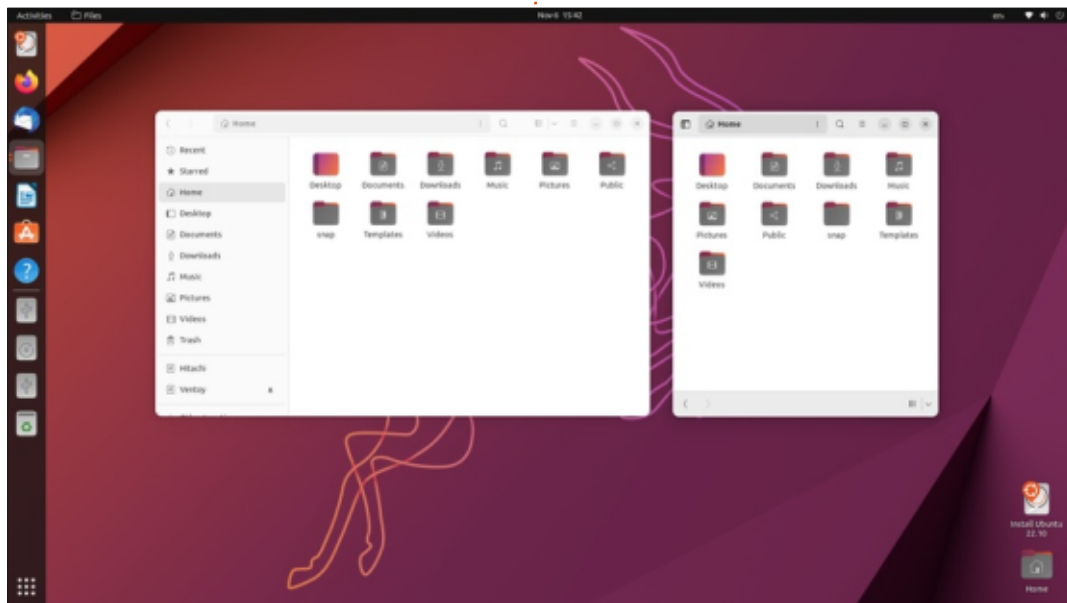 Activities Files Nov 6 15:42 en
Home
Recent
Starred
Home
Desktop
Documents
Downloads
Music
Pictures
Videos
Trash
Hitachi
Ventoy
Desktop Documents Downloads Music Pictures Public
snap Templates Videos
Home
Desktop Documents Downloads Music
Pictures Public snap Templates
Videos
Install Ubuntu
22.10
Home